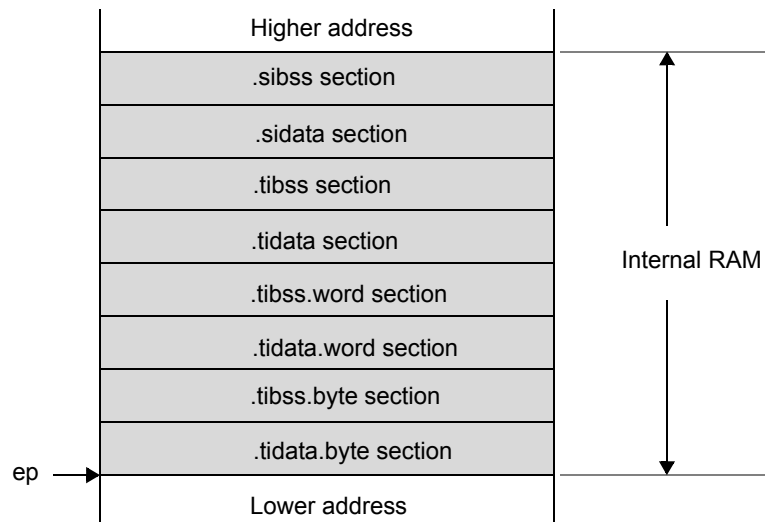 Higher address
.sibss section
.sidata section
.tibss section
.tidata section
Internal RAM
.tibss.word section
.tidata.word section
.tibss.byte section
.tidata.byte section
ep
Lower address